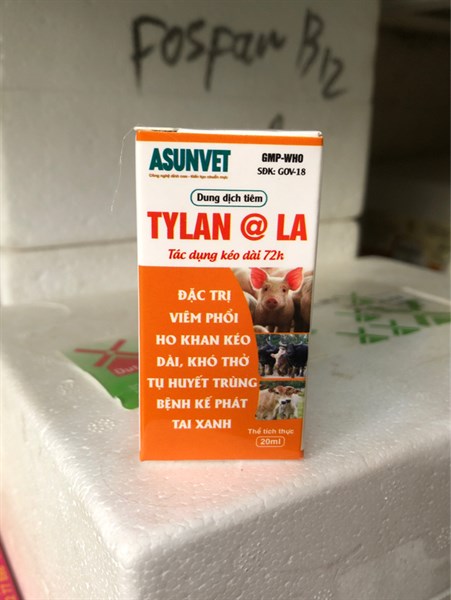 Fospan B12
ASUNVET
GMP-WHO
SĐK: GOV-18
Dung dịch tiêm
TYLAN @ LA
Tác dụng kéo dài 72h
ĐẶC TRỊ
VIÊM PHỔI
HO KHAN KÉO
DÀI, KHÓ THỞ
TỤ HUYẾT TRÙNG
BỆNH KẾ PHÁT
TAI XANH
Thể tích thực
20ml